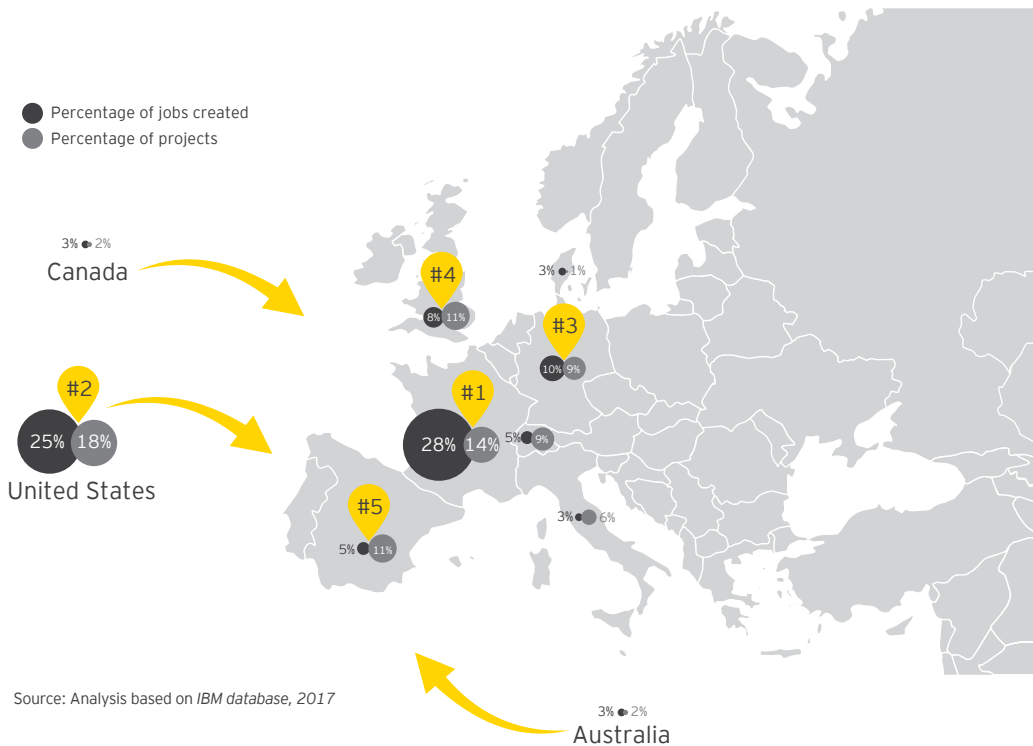 Percentage of jobs created
Percentage of projects
3% 2%
Canada
#4
8% 11%
3% 1%
#3
10% 9%
#2
25% 18%
United States
#1
28% 14%
5% 9%
#5
5% 11%
3% 6%
Source: Analysis based on IBM database, 2017
3% 2%
Australia